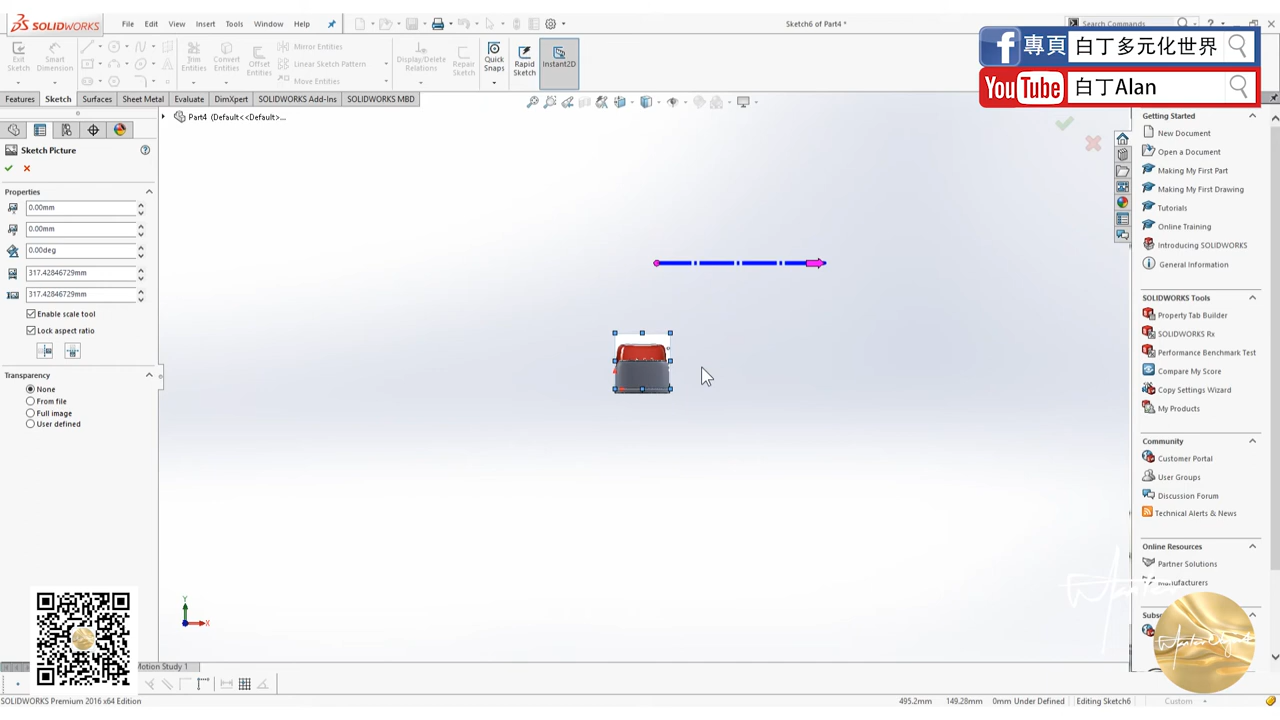 SOLIDWORKS
File Edit View Insert Tools Window Help
Sketch6 of Part4 *
Search Commands
Exit Sketch
Smart Dimension
Trim Entities
Convert Entities
Offset Entities
Mirror Entities
Linear Sketch Pattern
Move Entities
Display/Delete Relations
Repair Sketch
Quick Snaps
Rapid Sketch
Instant2D
專頁 白丁多元化世界
YouTube 白丁Alan
Features Sketch Surfaces Sheet Metal Evaluate DimXpert SOLIDWORKS Add-Ins SOLIDWORKS MBD
Part4 (Default<<Default>...
Sketch Picture
Properties
0.00mm
0.00mm
0.00deg
317.42846729mm
317.42846729mm
Enable scale tool
Lock aspect ratio
Transparency
None
From file
Full image
User defined
Getting Started
New Document
Open a Document
Making My First Part
Making My First Drawing
Tutorials
Online Training
Introducing SOLIDWORKS
General Information
SOLIDWORKS Tools
Property Tab Builder
SOLIDWORKS Rx
Performance Benchmark Test
Compare My Score
Copy Settings Wizard
My Products
Community
Customer Portal
User Groups
Discussion Forum
Technical Alerts & News
Online Resources
Partner Solutions
Manufacturers
Y
X
Motion Study 1
SOLIDWORKS Premium 2016 x64 Edition
495.2mm 149.28mm 0mm Under Defined Editing Sketch6 Custom